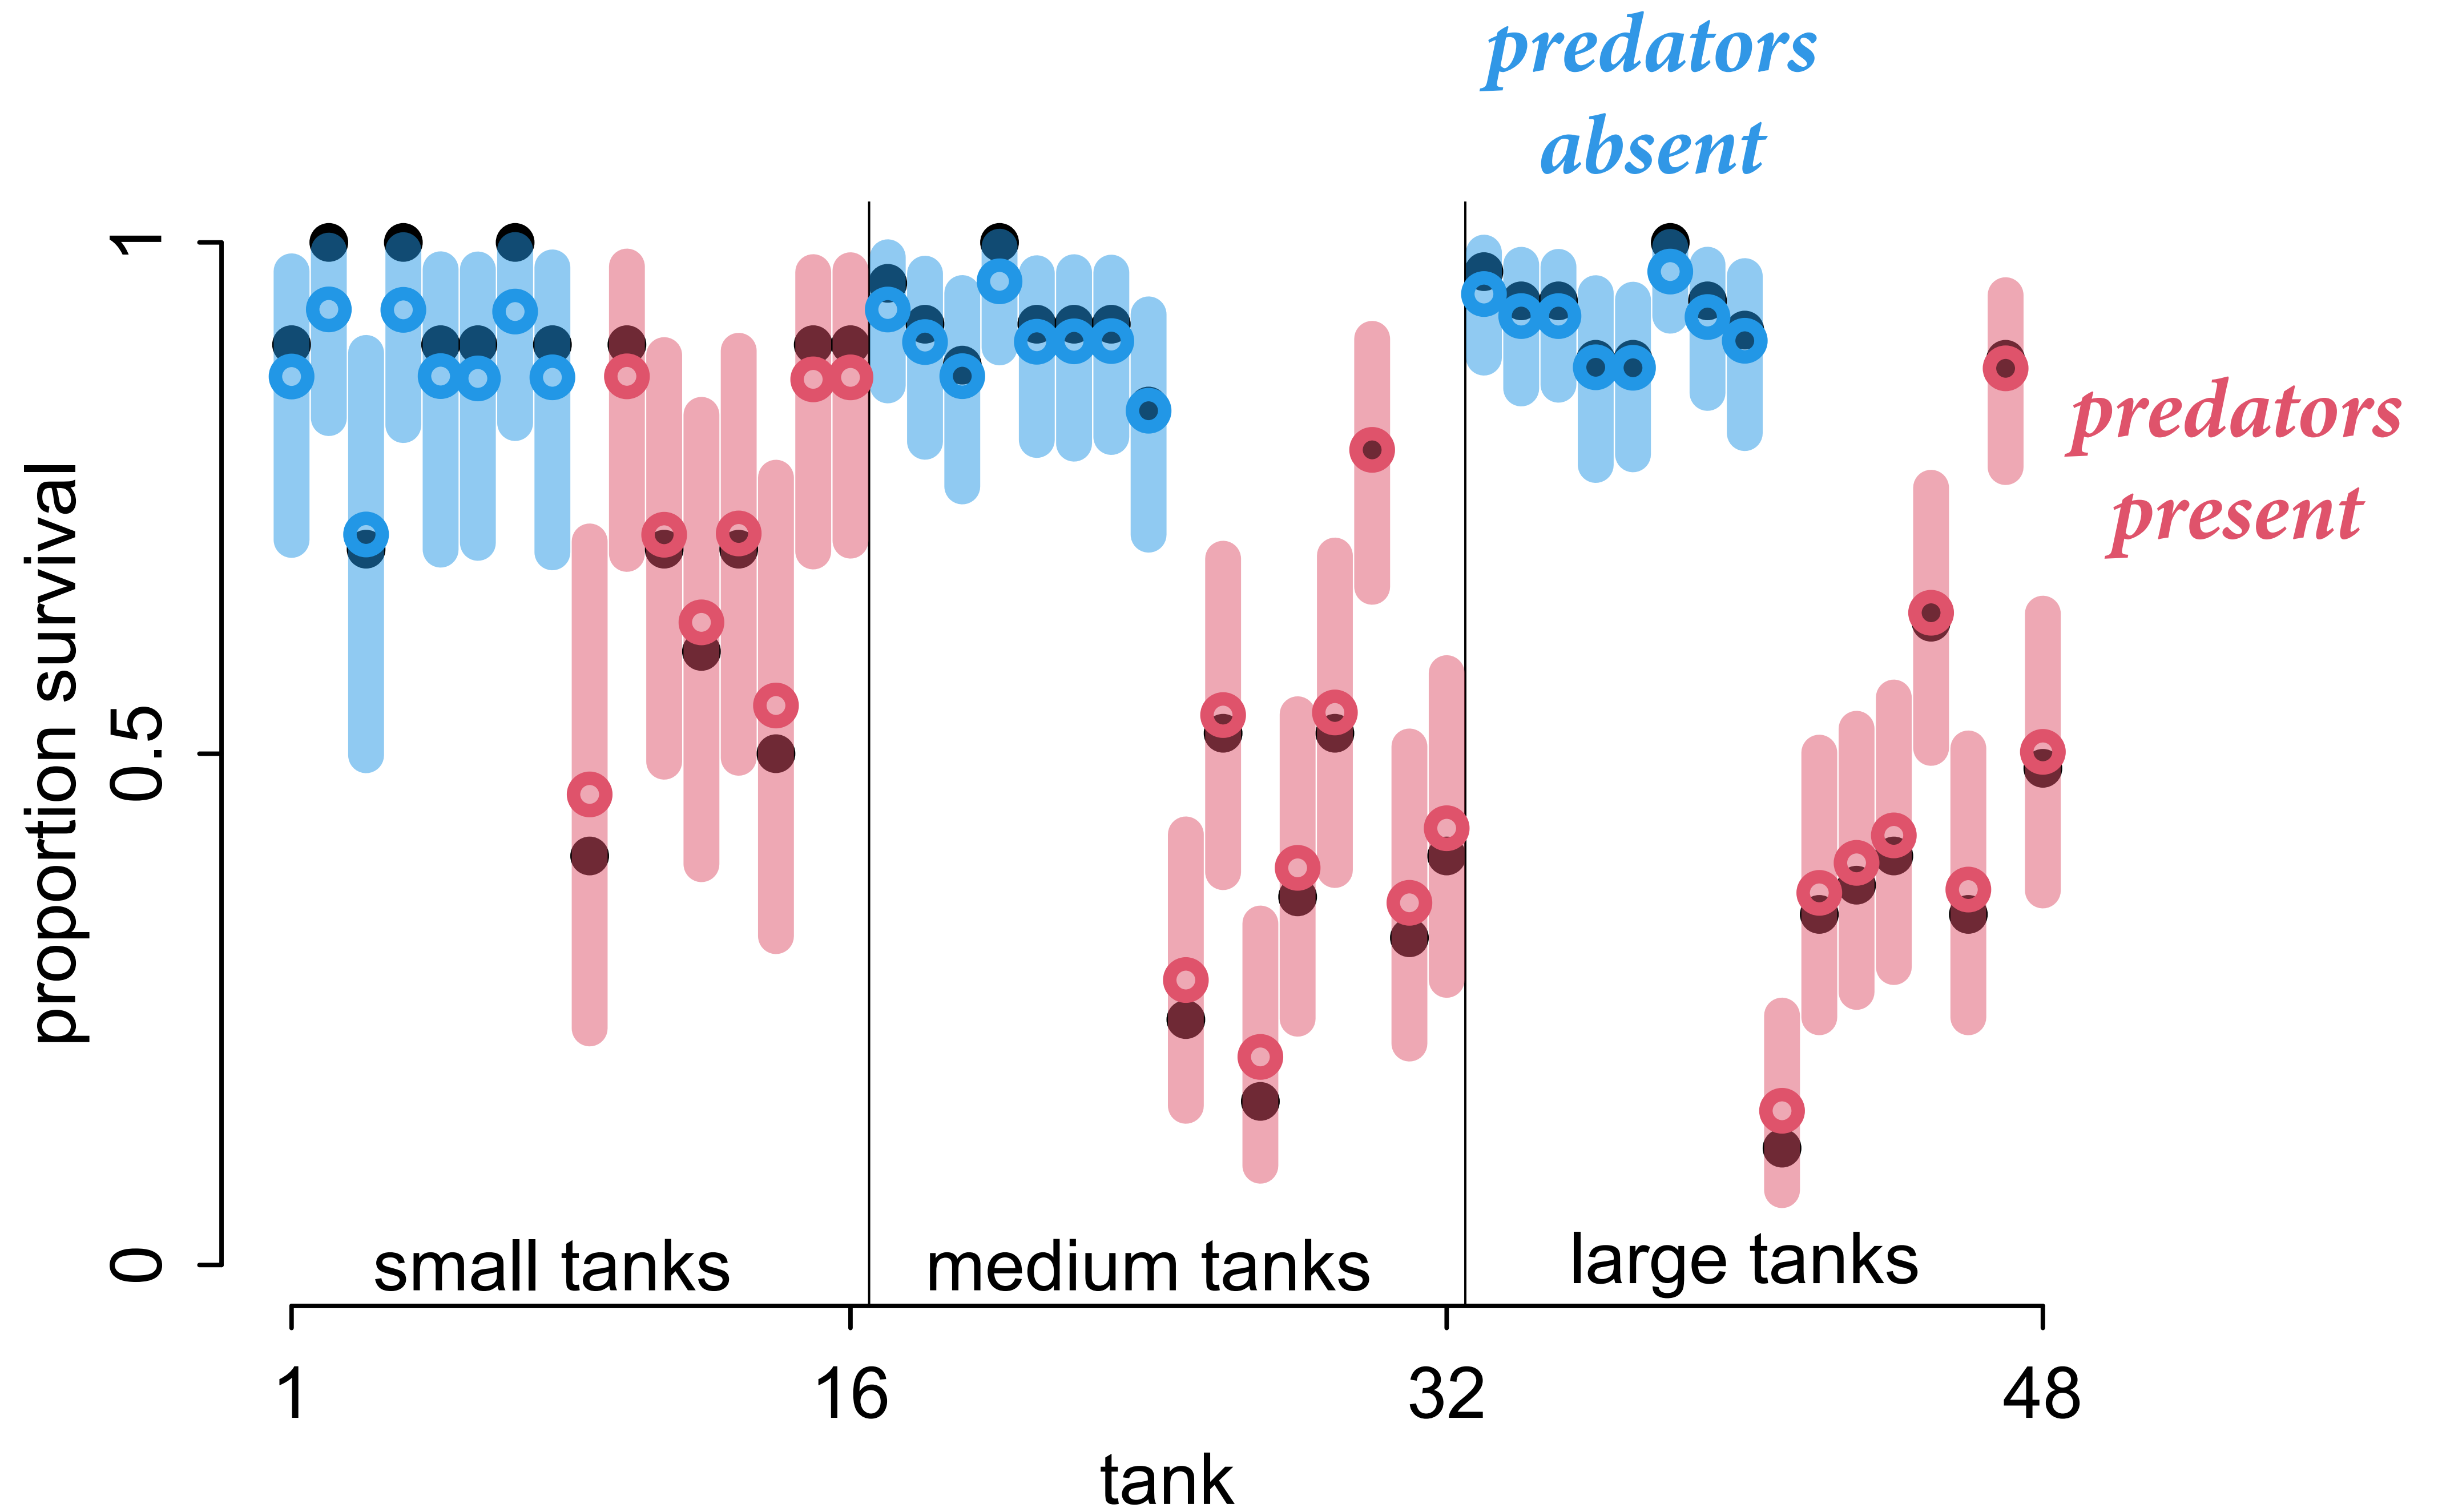 predators
absent
predators
present
proportion survival
1
0.5
0
small tanks
medium tanks
large tanks
1
16
32
48
tank